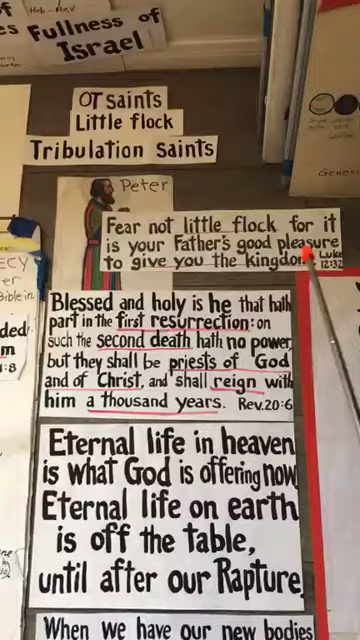 Heb-Rev
Fullness of
Israel
OT saints
Little flock
Tribulation saints
Peter
Fear not little flock for it
is your Father's good pleasure
to give you the kingdom. Luke
12:32
Genesis
Blessed and holy is he that hath
part in the first resurrection: on
such the second death hath no power,
but they shall be priests of God
and of Christ, and shall reign with
him a thousand years. Rev.20:6
Eternal life in heaven
is what God is offering now
Eternal life on earth
is off the table,
until after our Rapture
When we have our new bodies